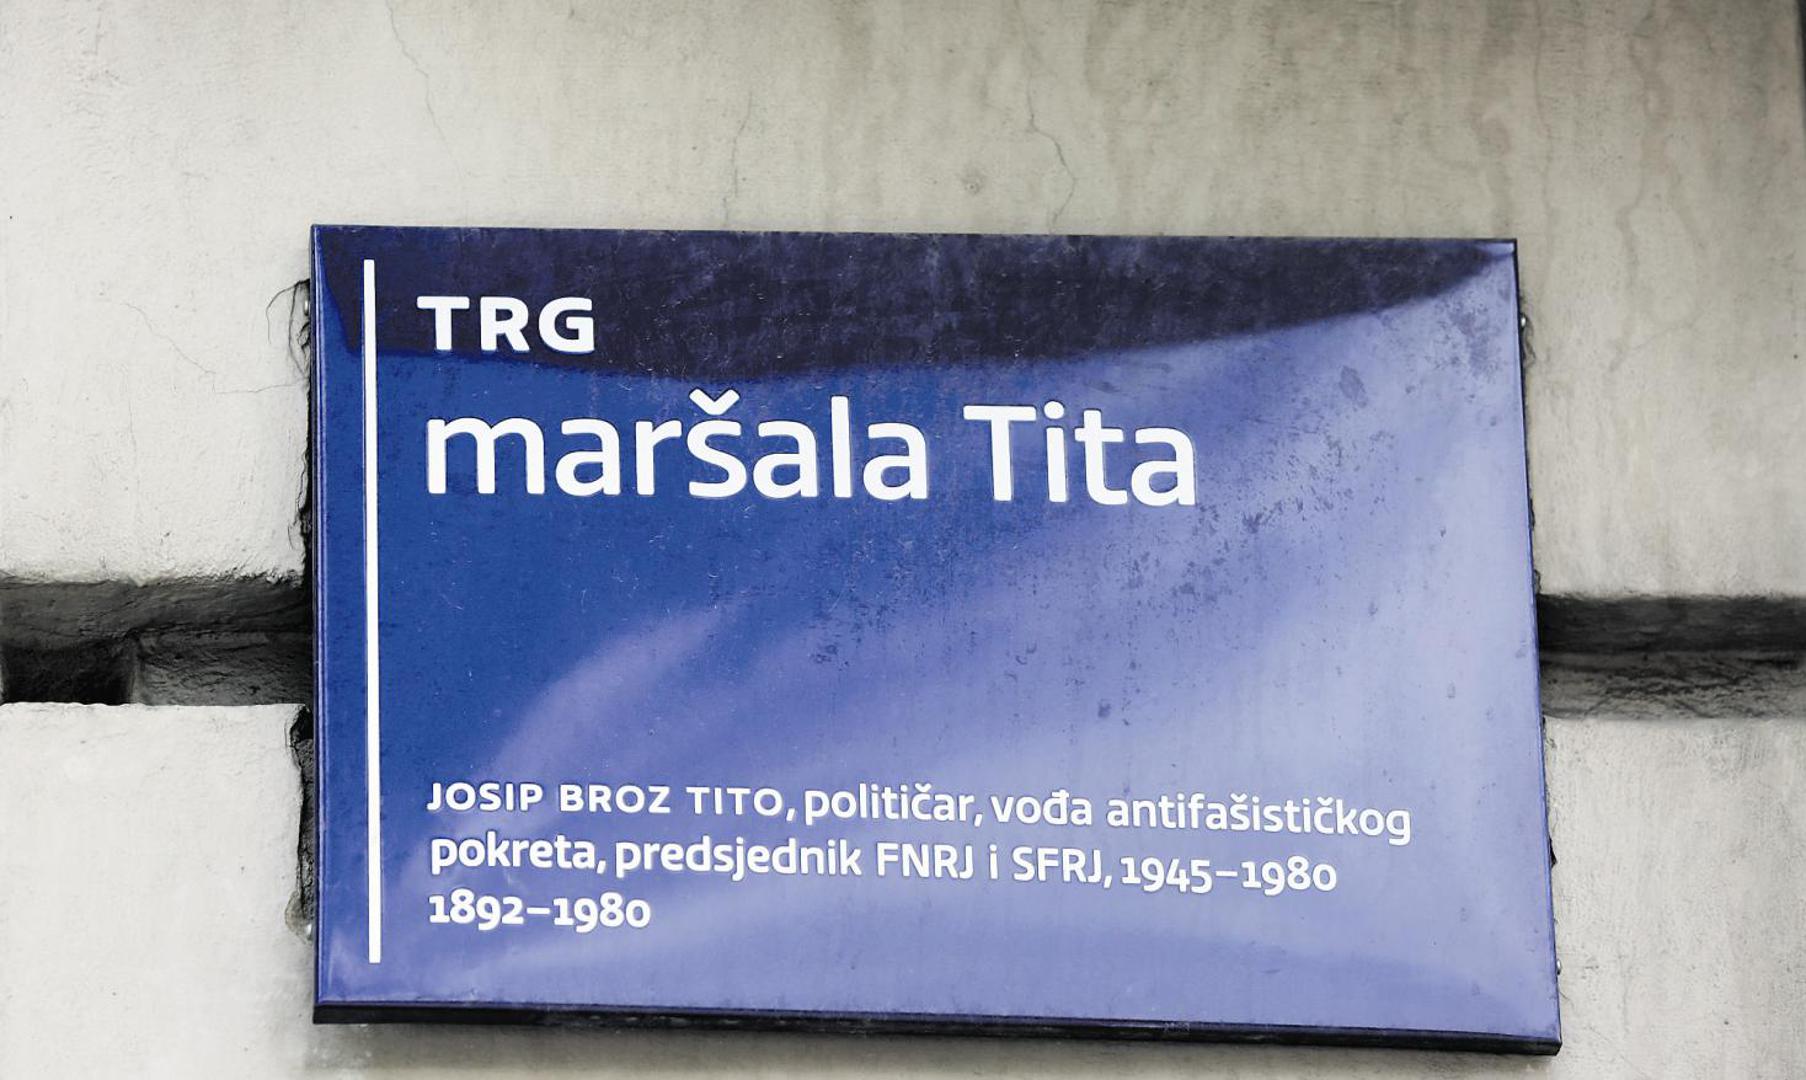 TRG
maršala Tita
JOSIP BROZ TITO, političar, vođa antifašističkog
pokreta, predsjednik FNRJ i SFRJ, 1945–1980
1892–1980